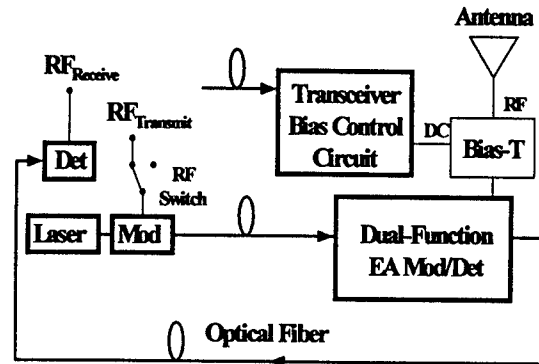 Antenna
RF_Receive
Transceiver
Bias Control
Circuit
RF
DC
Bias-T
RF_Transmit
Det
RF
Switch
Laser
Mod
Dual-Function
EA Mod/Det
Optical Fiber